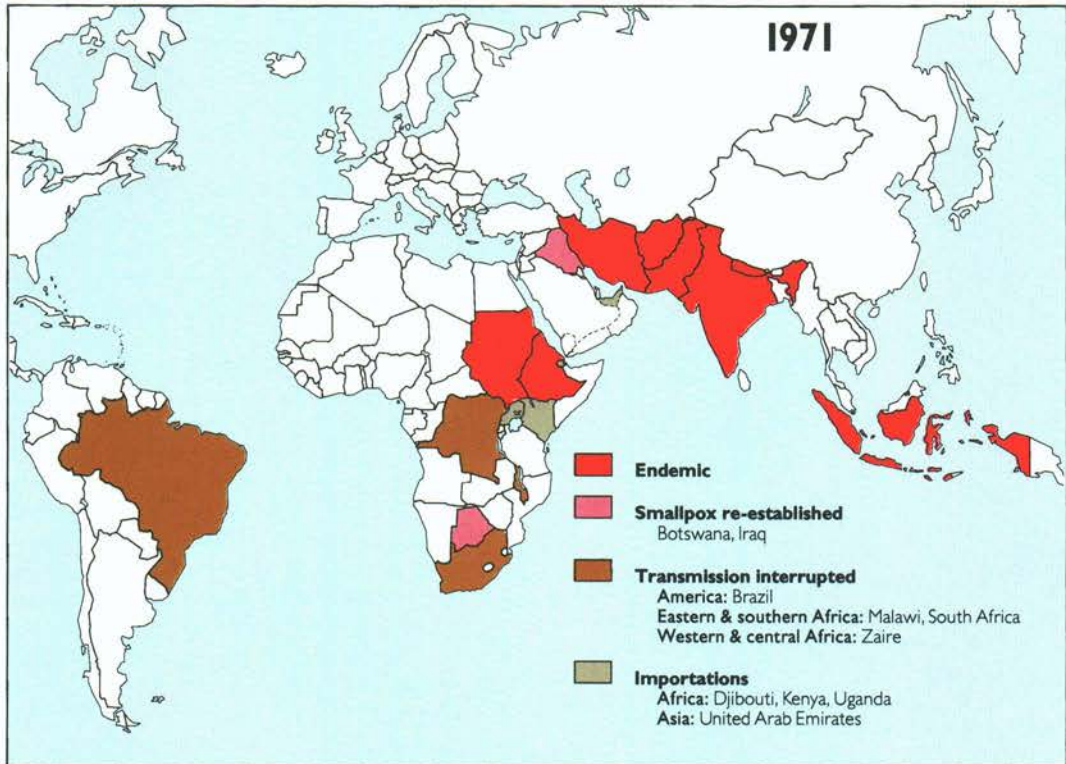 1971
Endemic
Smallpox re-established
Botswana, Iraq
Transmission interrupted
America: Brazil
Eastern & southern Africa: Malawi, South Africa
Western & central Africa: Zaire
Importations
Africa: Djibouti, Kenya, Uganda
Asia: United Arab Emirates